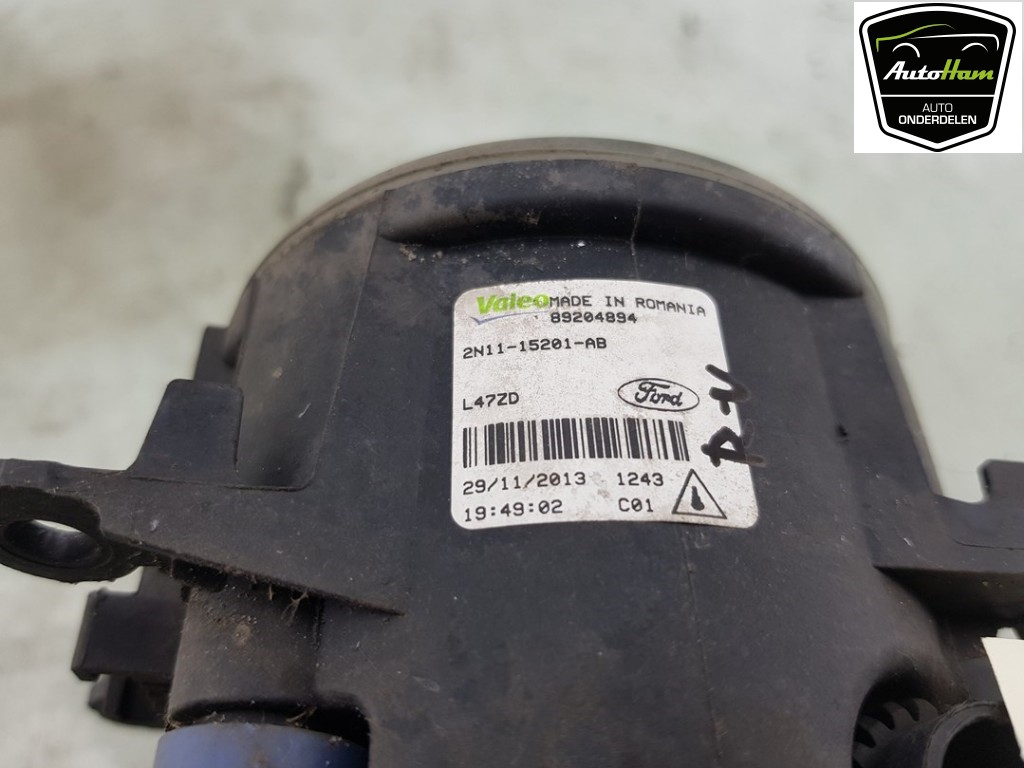 AutoHam
AUTO
ONDERDELEN
Valeo MADE IN ROMANIA
89204894
2N11-15201-AB
L47ZD
Ford
29/11/2013 1243
19:49:02 C01